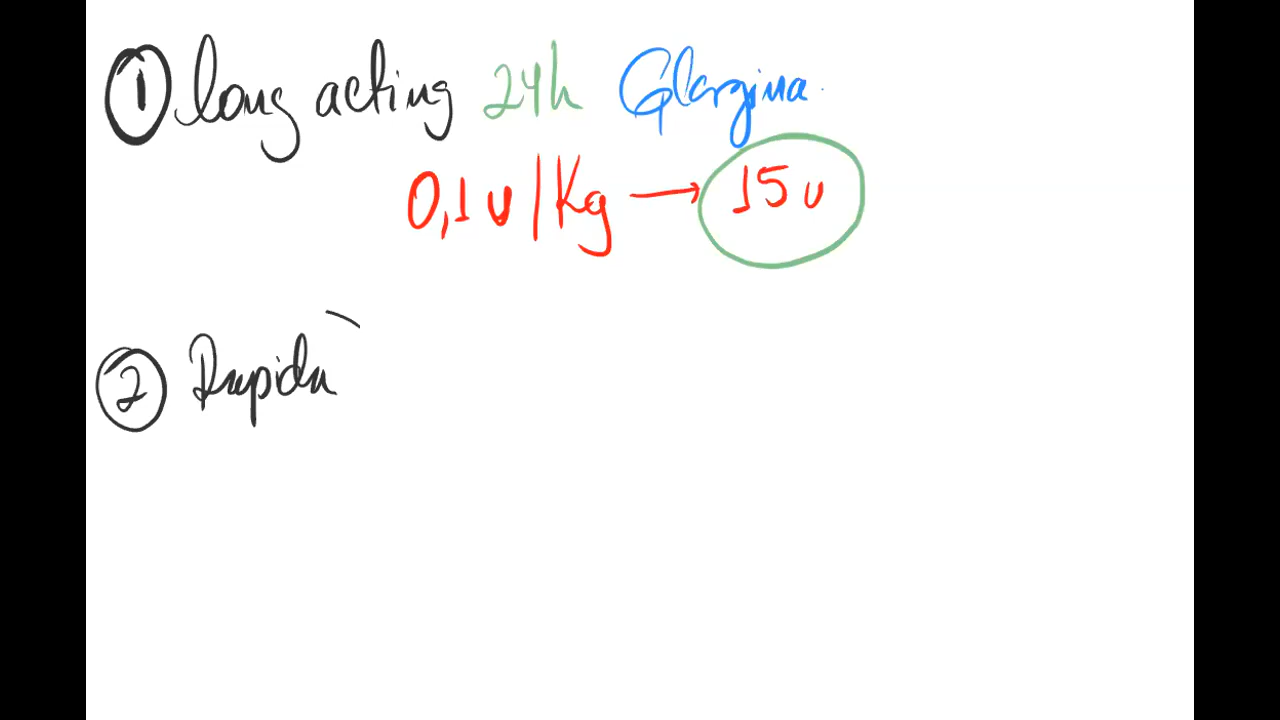 ① long acting 24h Glargina
0,1 u/Kg → 15 u
② Rapida